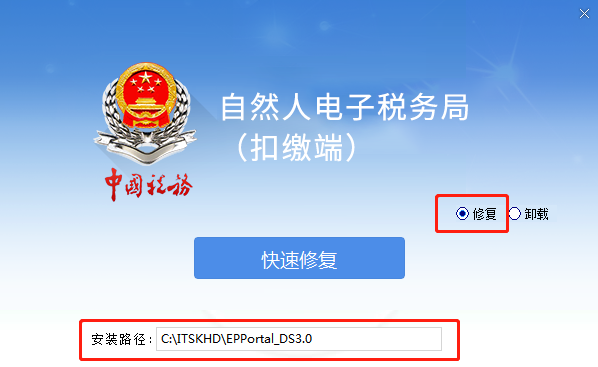 自然人电子税务局
（扣缴端）
中国税务
修复 卸载
快速修复
安装路径： C:\ITSKHD\EPPortal_DS3.0